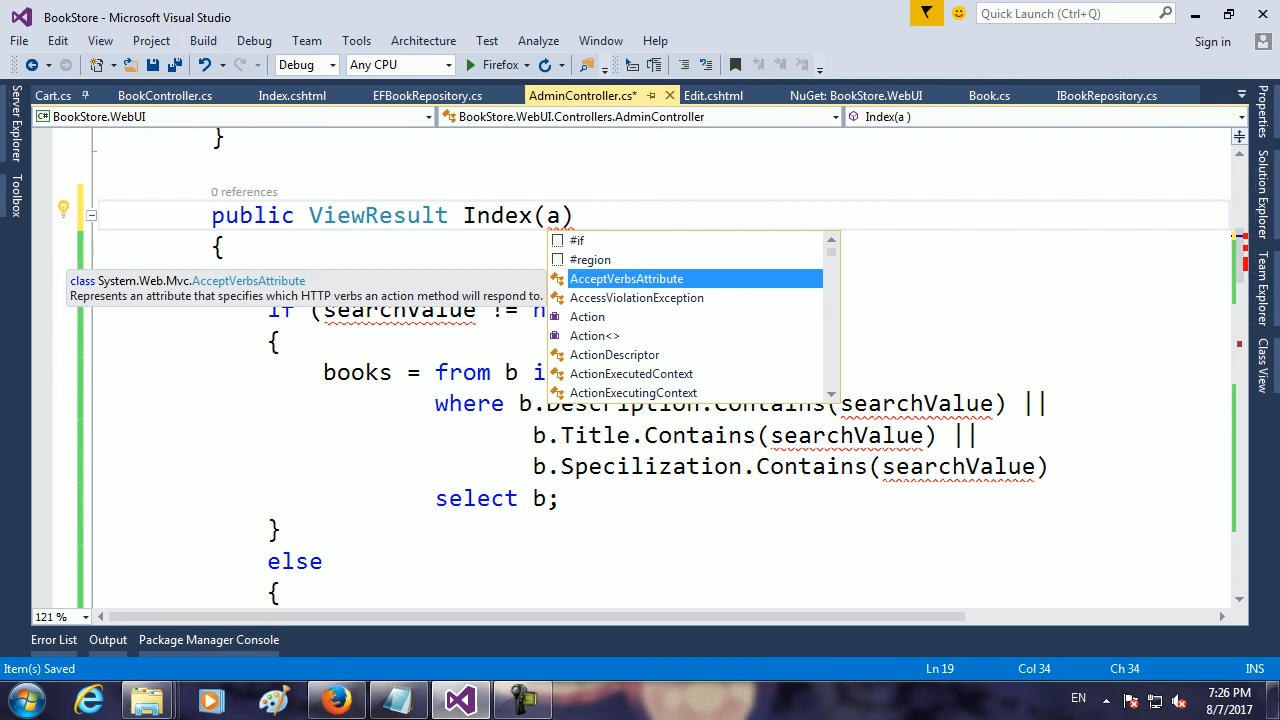 BookStore - Microsoft Visual Studio
Quick Launch (Ctrl+Q)
File Edit View Project Build Debug Team Tools Architecture Test Analyze Window Help
Sign in
Debug Any CPU Firefox
Cart.cs BookController.cs Index.cshtml EFBookRepository.cs AdminController.cs* Edit.cshtml NuGet: BookStore.WebUI Book.cs IBookRepository.cs
BookStore.WebUI BookStore.WebUI.Controllers.AdminController Index(a )
Server Explorer
Toolbox
Properties
Solution Explorer
Team Explorer
Class View
}
0 references
public ViewResult Index(a)
{
#if
#region
AcceptVerbsAttribute
AccessViolationException
Action
Action<>
ActionDescriptor
ActionExecutedContext
ActionExecutingContext
class System.Web.Mvc.AcceptVerbsAttribute
Represents an attribute that specifies which HTTP verbs an action method will respond to.
if (searchValue != n
{
books = from b i
where b.Description.Contains(searchValue) ||
b.Title.Contains(searchValue) ||
b.Specilization.Contains(searchValue)
select b;
}
else
{
121 %
Error List Output Package Manager Console
Item(s) Saved Ln 19 Col 34 Ch 34 INS
EN
7:26 PM
8/7/2017